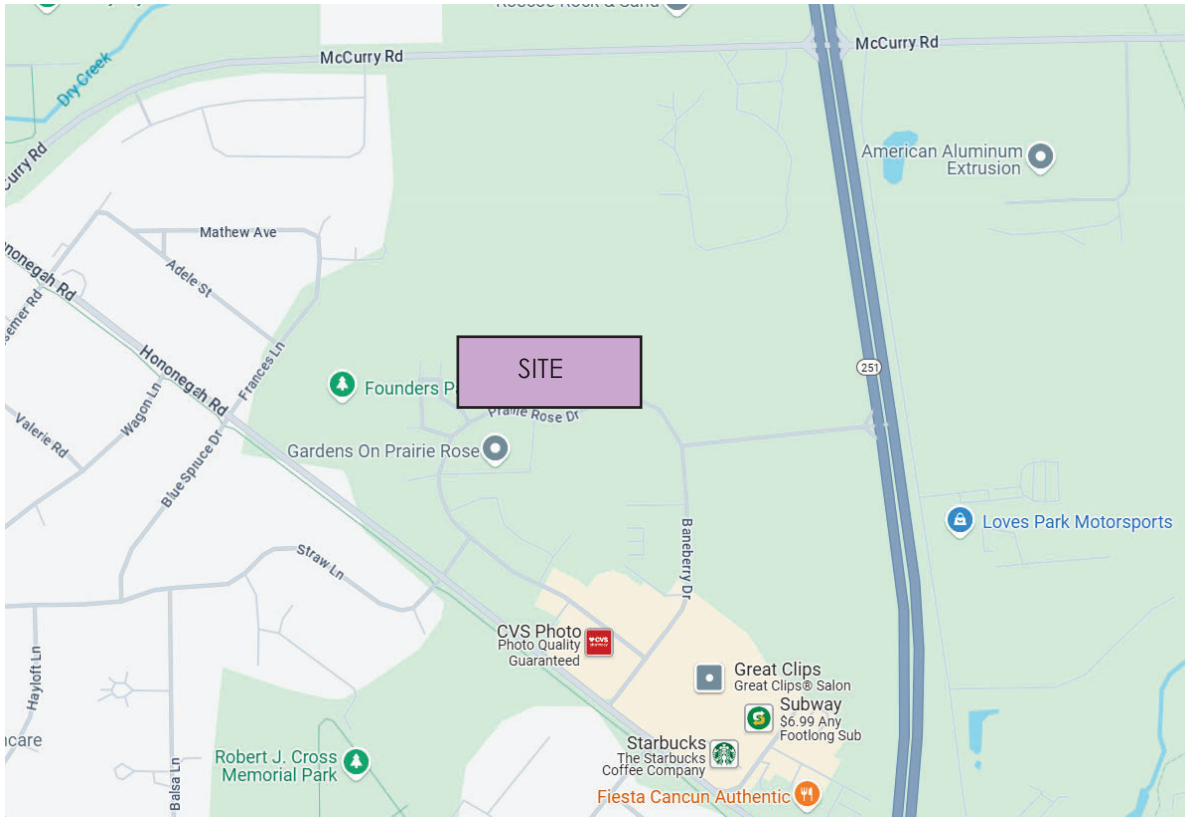 McCurry Rd
McCurry Rd
Dry Creek
American Aluminum
Extrusion
Mathew Ave
Adele St
Hononegah Rd
Frances Ln
SITE
251
Founders
Prairie Rose Dr
Wagon Ln
Valerie Rd
Blue Spruce Dr
Gardens On Prairie Rose
Loves Park Motorsports
Baneberry Dr
Straw Ln
CVS Photo
Photo Quality
Guaranteed
CVS
Great Clips
Great Clips® Salon
Subway
$6.99 Any
Footlong Sub
Hayloft Ln
Balsa Ln
Robert J. Cross
Memorial Park
Starbucks
The Starbucks
Coffee Company
Fiesta Cancun Authentic